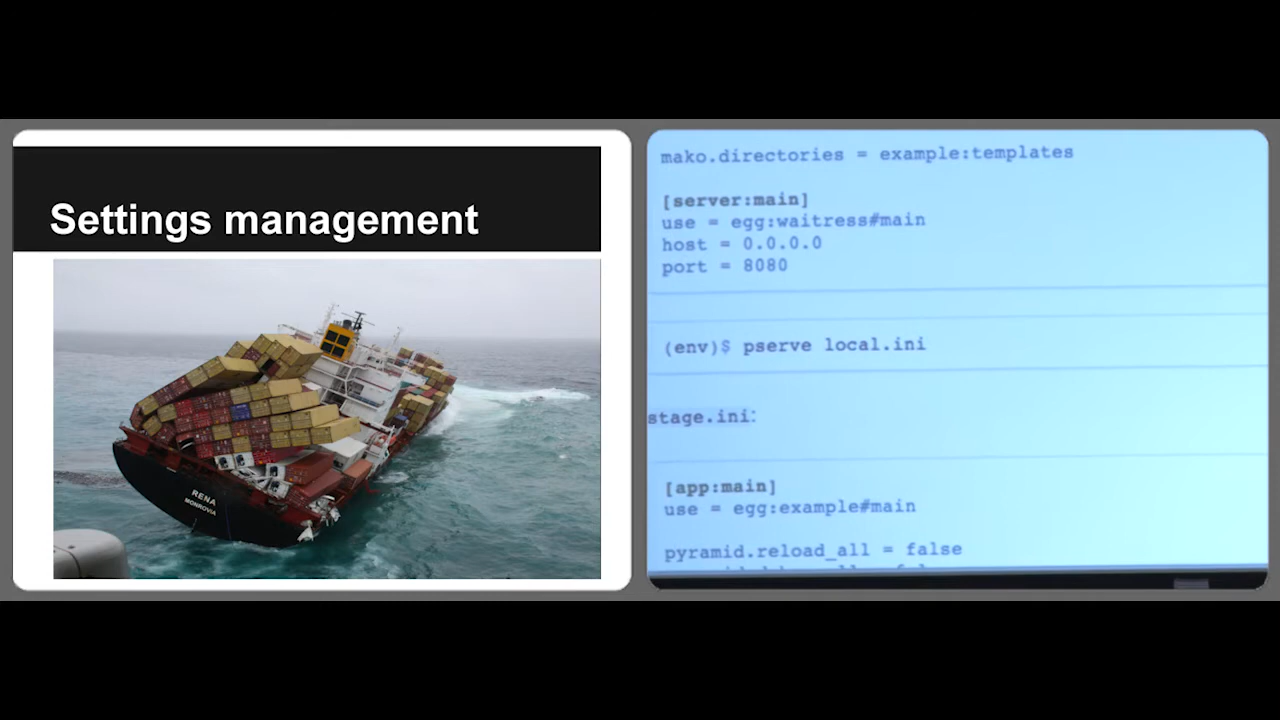 Settings management
RENA
MONROVIA
mako.directories = example:templates
[server:main]
use = egg:waitress#main
host = 0.0.0.0
port = 8080
(env)$ pserve local.ini
stage.ini:
[app:main]
use = egg:example#main
pyramid.reload_all = false